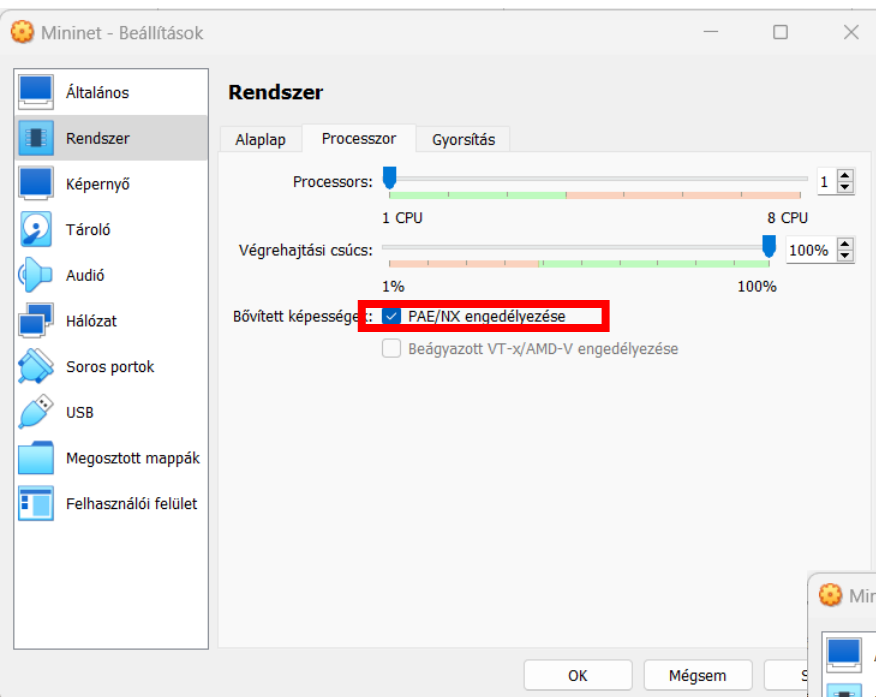 Mininet - Beállítások
Általános
Rendszer
Képernyő
Tároló
Audió
Hálózat
Soros portok
USB
Megosztott mappák
Felhasználói felület
Rendszer
Alaplap Processzor Gyorsítás
Processors: 1
1 CPU 8 CPU
Végrehajtási csúcs: 100%
1% 100%
Bővített képességek: PAE/NX engedélyezése
Beágyazott VT-x/AMD-V engedélyezése
OK Mégsem